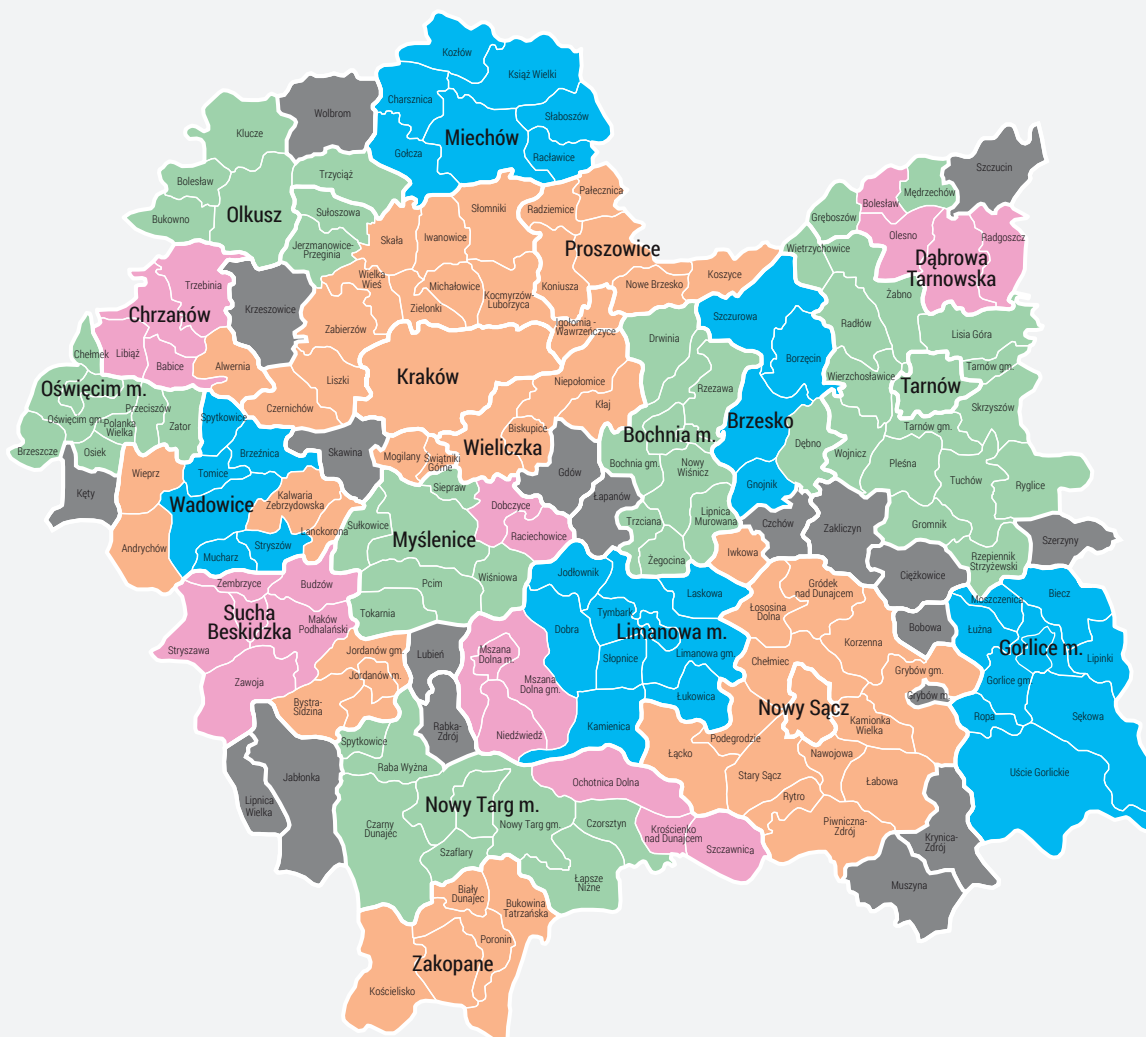 Kozłów
Książ Wielki
Charsznica
Słaboszów
Wolbrom
Miechów
Klucze
Gołcza
Racławice
Szczucin
Trzyciąż
Bolesław
Pałecznica
Mędrzechów
Bolesław
Słomniki
Radziemice
Sułoszowa
Olkusz
Bukowno
Gręboszów
Olesno
Radgoszcz
Skała
Iwanowice
Jerzmanowice-
Przeginia
Proszowice
Wietrzychowice
Dąbrowa
Tarnowska
Wielka
Wieś
Koszyce
Trzebinia
Michałowice
Koniusza
Nowe Brzesko
Kocmyrzów-
Luborzyca
Żabno
Krzeszowice
Zielonki
Chrzanów
Szczurowa
Zabierzów
Igołomia -
Wawrzeńczyce
Radłów
Drwinia
Lisia Góra
Chełmek
Libiąż
Babice
Borzęcin
Alwernia
Tarnów gm.
Liszki
Kraków
Wierzchosławice
Niepołomice
Rzezawa
Tarnów
Oświęcim m.
Czernichów
Kłaj
Przeciszów
Skrzyszów
Oświęcim gm.
Polanka
Wielka
Zator
Spytkowice
Brzesko
Tarnów gm.
Biskupice
Bochnia m.
Wieliczka
Dębno
Brzeszcze
Osiek
Brzeźnica
Skawina
Mogilany
Świątniki
Górne
Wojnicz
Bochnia gm.
Nowy
Wiśnicz
Pleśna
Wieprz
Tomice
Gdów
Tuchów
Kęty
Siepraw
Gnojnik
Ryglice
Kalwaria
Zebrzydowska
Łapanów
Wadowice
Dobczyce
Lanckorona
Sułkowice
Trzciana
Lipnica
Murowana
Czchów
Zakliczyn
Gromnik
Myślenice
Raciechowice
Szerzyny
Andrychów
Mucharz
Stryszów
Iwkowa
Żegocina
Rzepiennik
Strzyżewski
Ciężkowice
Zembrzyce
Budzów
Pcim
Wiśniowa
Jodłownik
Gródek
nad Dunajcem
Laskowa
Moszczenica
Biecz
Sucha
Beskidzka
Maków
Podhalański
Tokarnia
Tymbark
Łososina
Dolna
Dobra
Limanowa m.
Bobowa
Łużna
Korzenna
Stryszawa
Jordanów gm.
Lubień
Mszana
Dolna m.
Słopnice
Limanowa gm.
Chełmiec
Gorlice m.
Lipinki
Zawoja
Jordanów m.
Mszana
Dolna gm.
Grybów gm.
Gorlice gm.
Grybów m.
Łukowica
Bystra-
Sidzina
Nowy Sącz
Rabka-
Zdrój
Kamienica
Kamionka
Wielka
Ropa
Sękowa
Niedźwiedź
Podegrodzie
Spytkowice
Łącko
Nawojowa
Raba Wyżna
Uście Gorlickie
Jabłonka
Ochotnica Dolna
Stary Sącz
Łabowa
Lipnica
Wielka
Nowy Targ m.
Rytro
Czarny
Dunajec
Nowy Targ gm.
Czorsztyn
Krościenko
nad Dunajcem
Piwniczna-
Zdrój
Krynica-
Zdrój
Szaflary
Szczawnica
Łapsze
Niżne
Muszyna
Biały
Dunajec
Bukowina
Tatrzańska
Poronin
Zakopane
Kościelisko